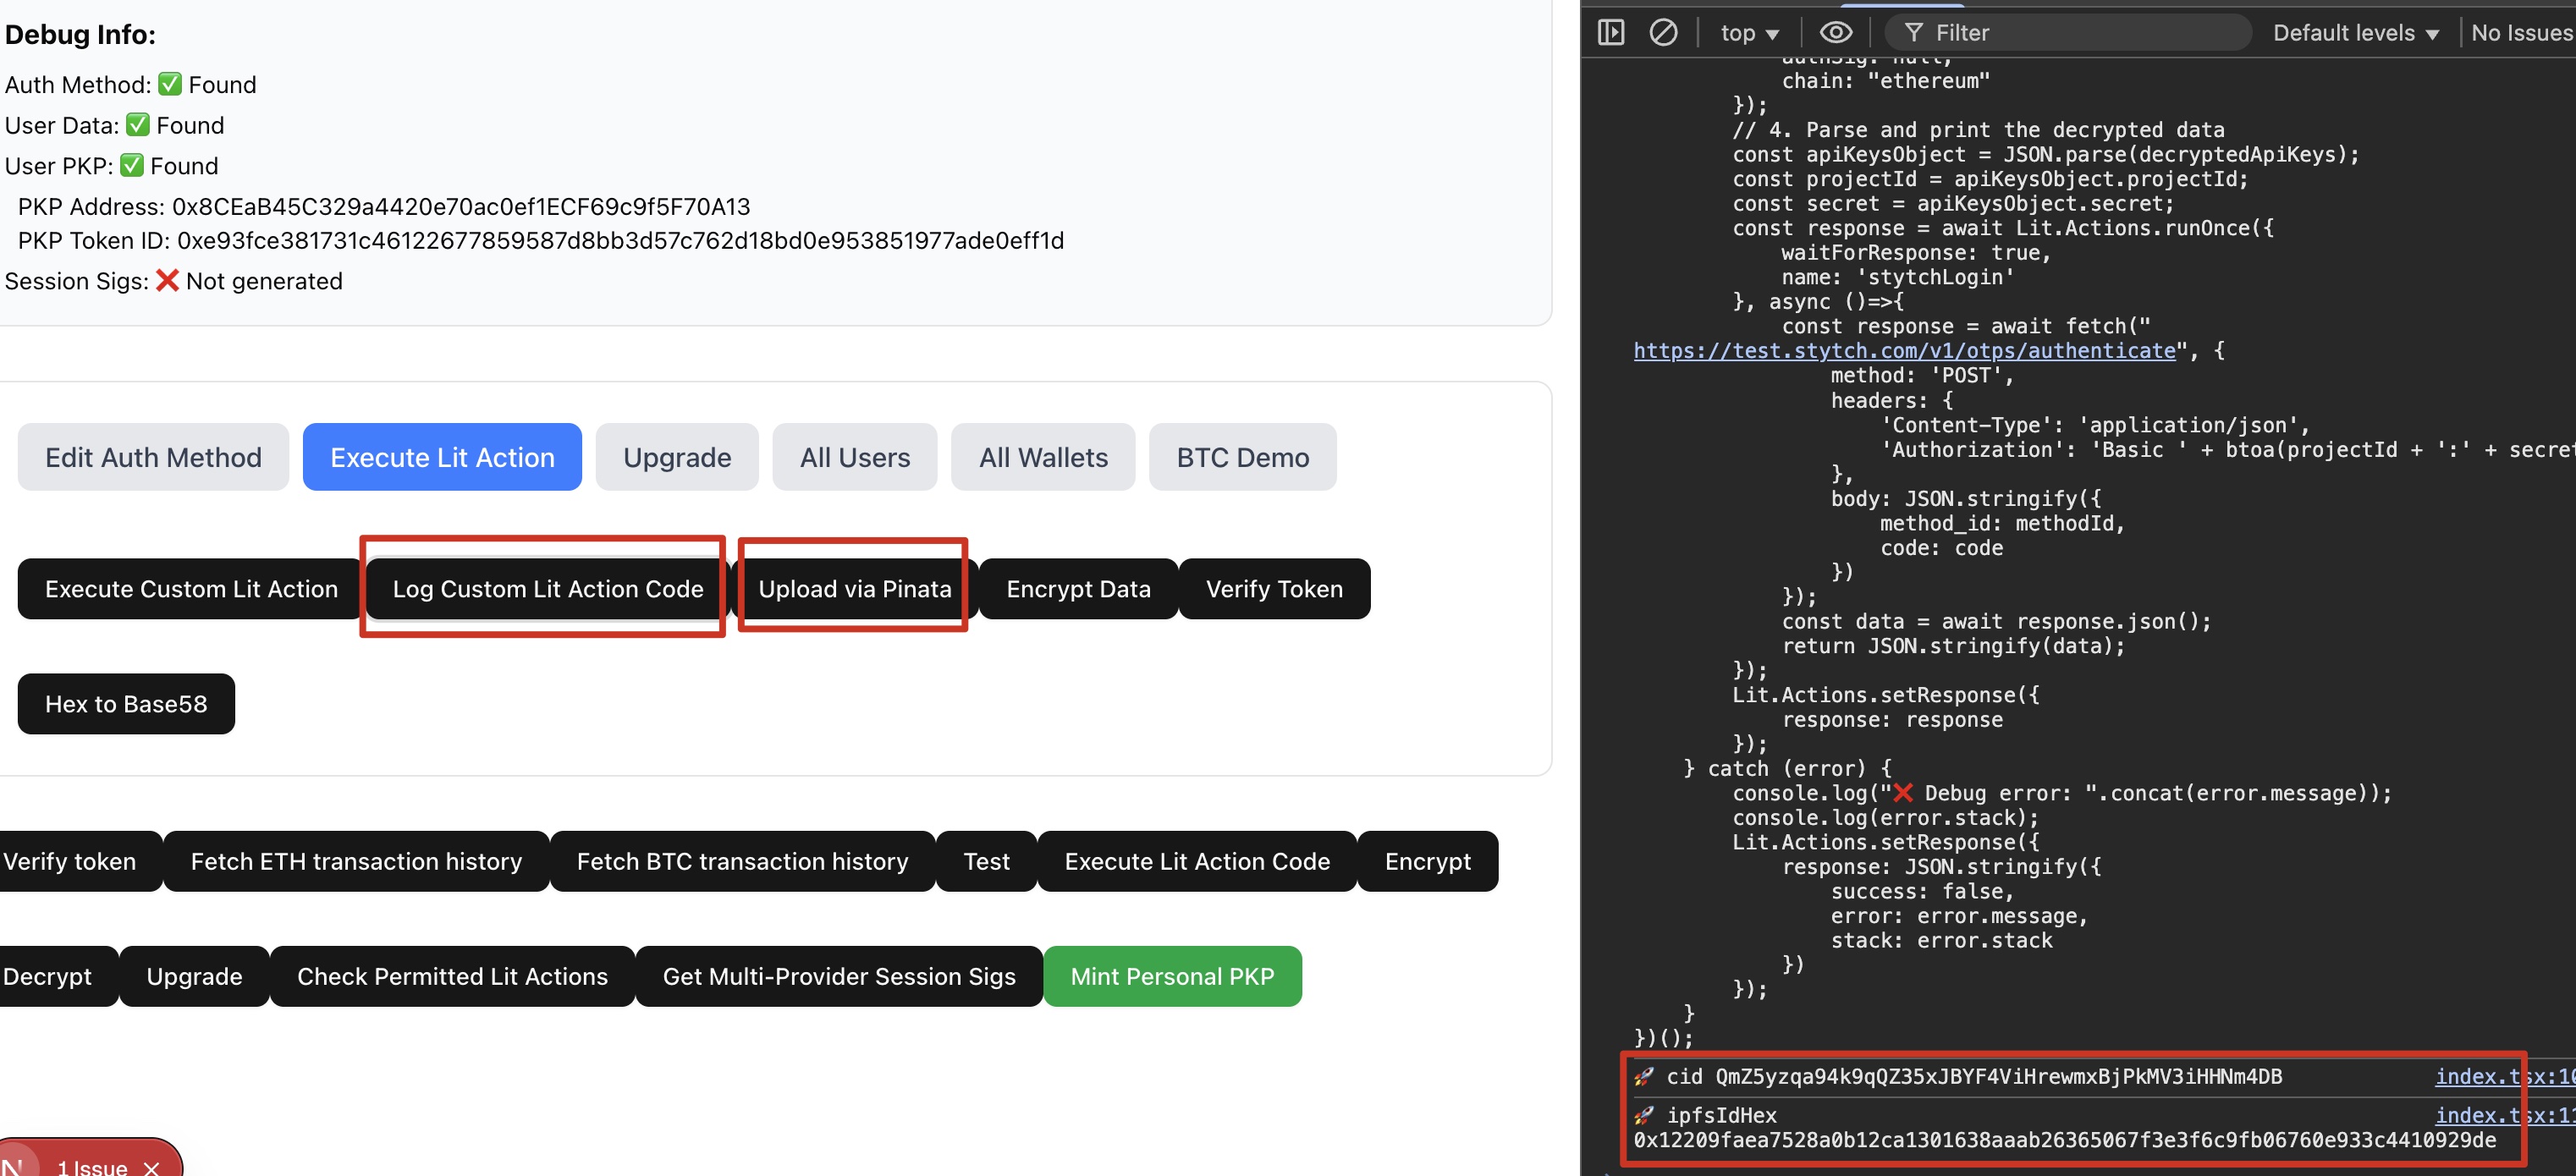 Debug Info:
Auth Method: ✅ Found
User Data: ✅ Found
User PKP: ✅ Found
PKP Address: 0x8CEaB45C329a4420e70ac0ef1ECF69c9f5F70A13
PKP Token ID: 0xe93fce381731c46122677859587d8bb3d57c762d18bd0e953851977ade0eff1d
Session Sigs: ❌ Not generated
Edit Auth Method Execute Lit Action Upgrade All Users All Wallets BTC Demo
Execute Custom Lit Action Log Custom Lit Action Code Upload via Pinata Encrypt Data Verify Token
Hex to Base58
Verify token Fetch ETH transaction history Fetch BTC transaction history Test Execute Lit Action Code Encrypt
Decrypt Upgrade Check Permitted Lit Actions Get Multi-Provider Session Sigs Mint Personal PKP
N 1 Issue ×
top ▼ Filter Default levels ▼ No Issues
authSig: null,
chain: "ethereum"
});
// 4. Parse and print the decrypted data
const apiKeysObject = JSON.parse(decryptedApiKeys);
const projectId = apiKeysObject.projectId;
const secret = apiKeysObject.secret;
const response = await Lit.Actions.runOnce({
waitForResponse: true,
name: 'stytchLogin'
}, async ()=>{
const response = await fetch("
https://test.stytch.com/v1/otps/authenticate", {
method: 'POST',
headers: {
'Content-Type': 'application/json',
'Authorization': 'Basic ' + btoa(projectId + ':' + secret
},
body: JSON.stringify({
method_id: methodId,
code: code
})
});
const data = await response.json();
return JSON.stringify(data);
});
Lit.Actions.setResponse({
response: response
});
} catch (error) {
console.log("❌ Debug error: ".concat(error.message));
console.log(error.stack);
Lit.Actions.setResponse({
response: JSON.stringify({
success: false,
error: error.message,
stack: error.stack
})
});
}
})();
🚀 cid QmZ5yzqa94k9qQZ35xJBYF4ViHrewmxBjPkMV3iHHNm4DB index.tsx:10
🚀 ipfsIdHex index.tsx:11
0x12209faea7528a0b12ca1301638aaab26365067f3e3f6c9fb06760e933c4410929de